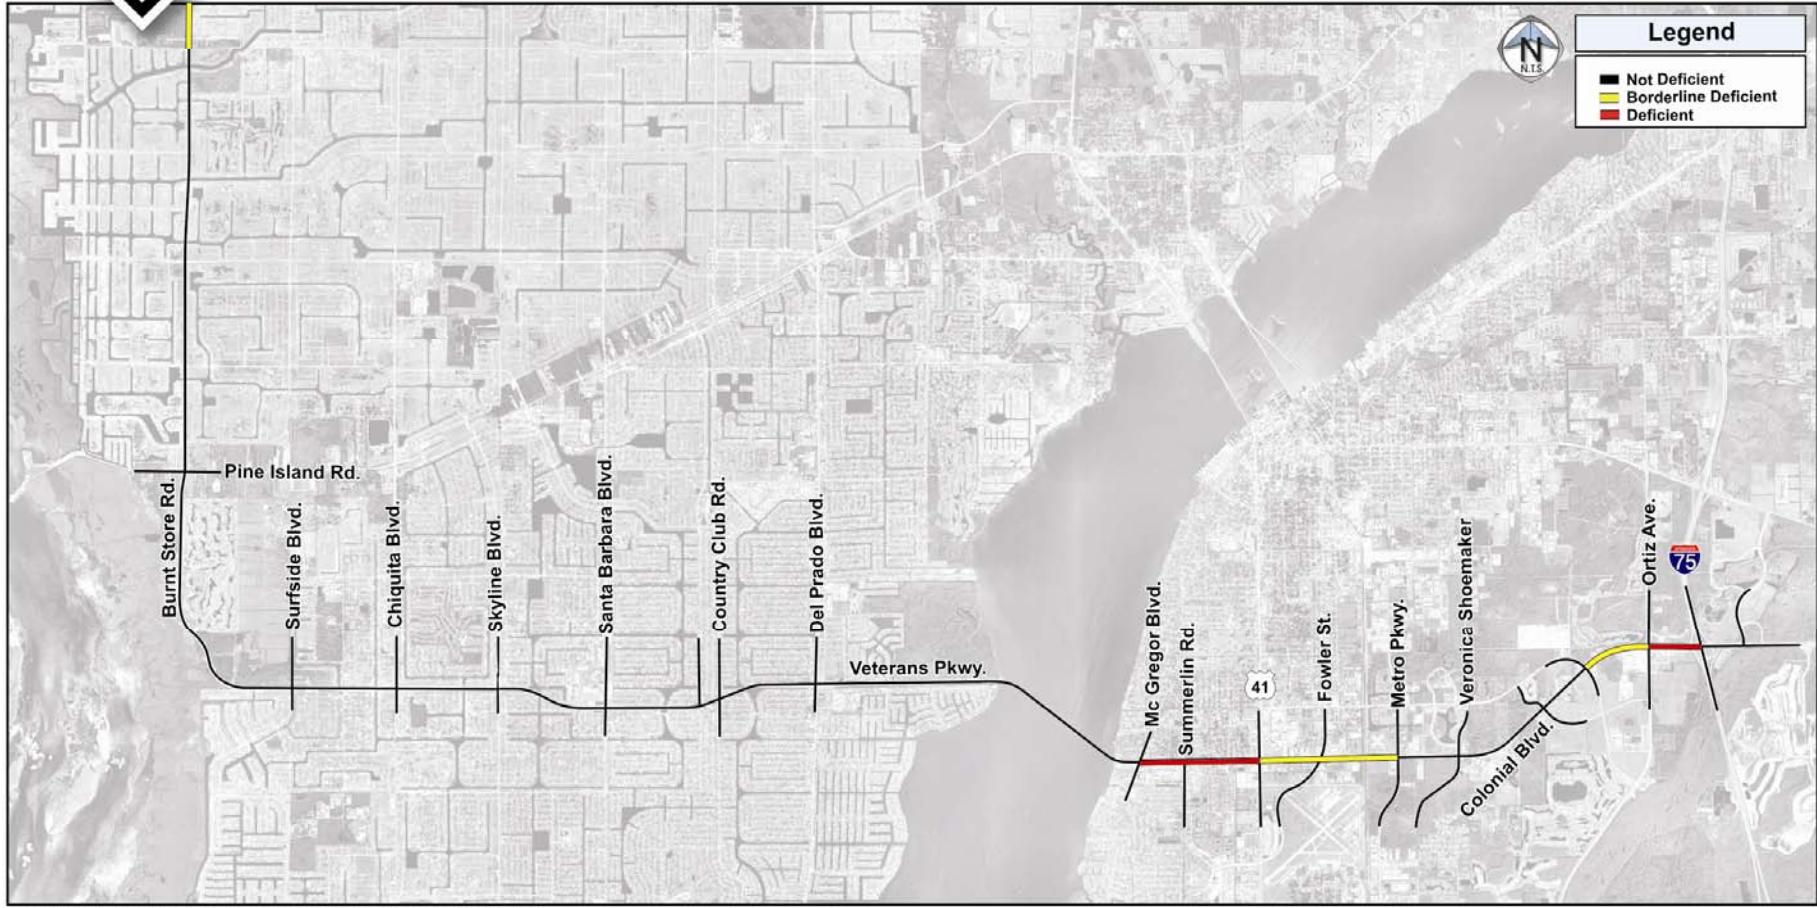 Legend
Not Deficient
Borderline Deficient
Deficient
N
N.T.S.
Pine Island Rd.
Burnt Store Rd.
Surfside Blvd.
Chiquita Blvd.
Skyline Blvd.
Santa Barbara Blvd.
Country Club Rd.
Del Prado Blvd.
Veterans Pkwy.
Mc Gregor Blvd.
Summerlin Rd.
41
Fowler St.
Metro Pkwy.
Veronica Shoemaker
Colonial Blvd.
Ortiz Ave.
75